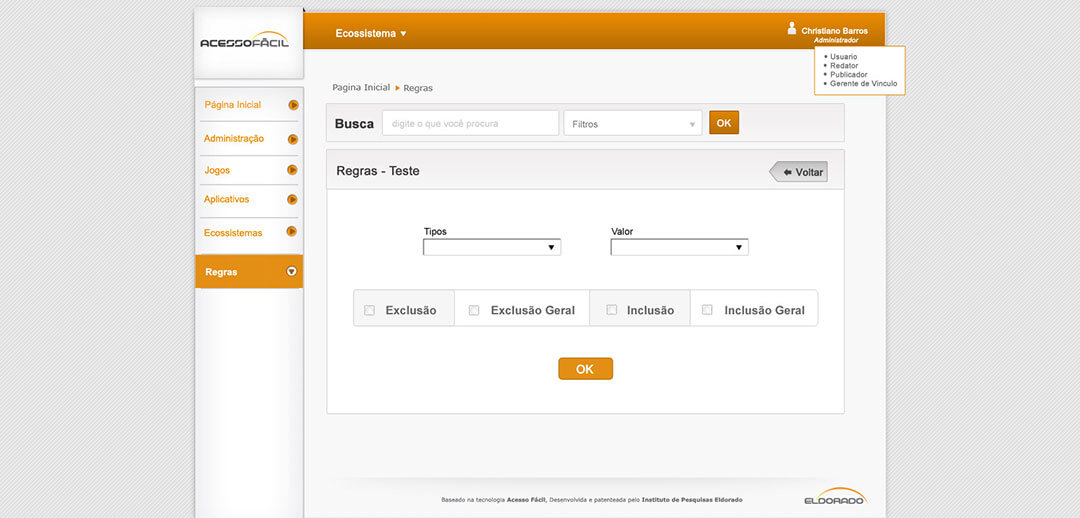 ACESSOFÁCIL
Ecossistema
Christiano Barros
Administrador
Usuario
Redator
Publicador
Gerente de Vinculo
Página Inicial
Administração
Jogos
Aplicativos
Ecossistemas
Regras
Pagina Inicial Regras
Busca digite o que você procura Filtros OK
Regras - Teste Voltar
Tipos Valor
Exclusão Exclusão Geral Inclusão Inclusão Geral
OK
Baseado na tecnologia Acesso Fácil, Desenvolvida e patenteada pelo Instituto de Pesquisas Eldorado
ELDORADO